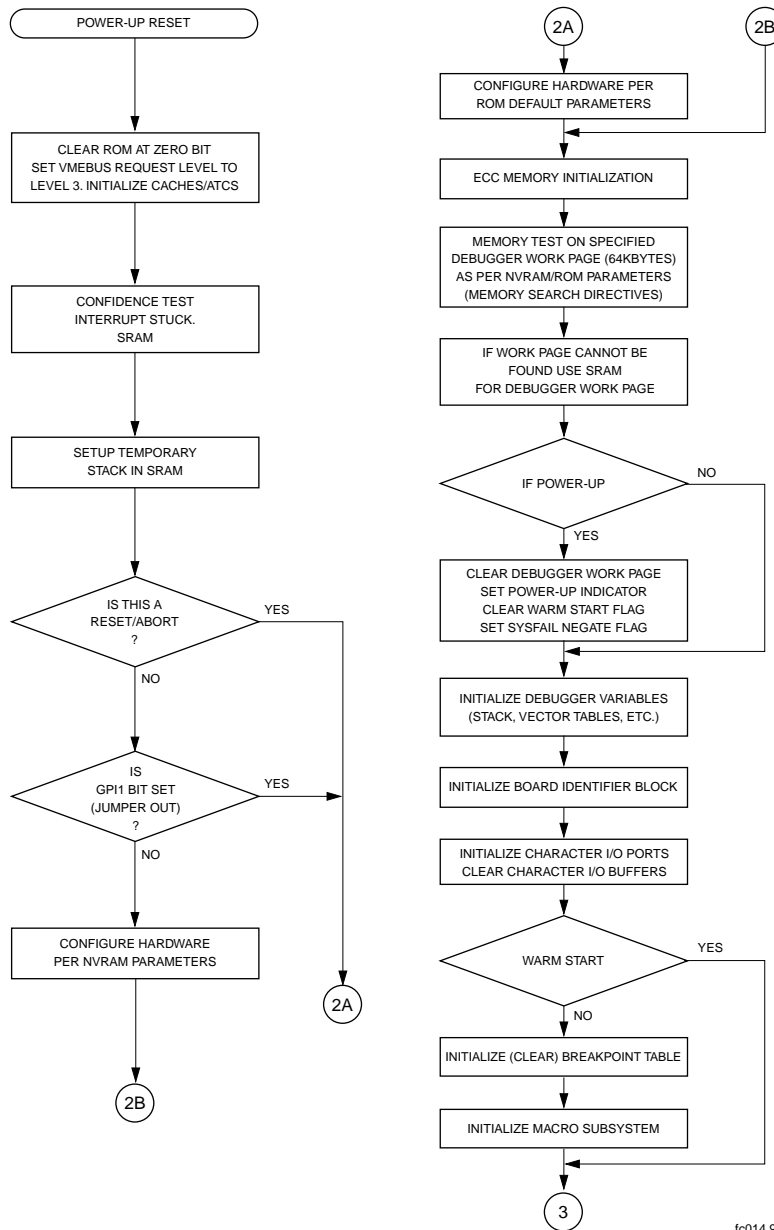 POWER-UP RESET
CLEAR ROM AT ZERO BIT
SET VMEBUS REQUEST LEVEL TO
LEVEL 3. INITIALIZE CACHES/ATCS
CONFIDENCE TEST
INTERRUPT STUCK.
SRAM
SETUP TEMPORARY
STACK IN SRAM
IS THIS A
RESET/ABORT
?
YES
NO
IS
GPI1 BIT SET
(JUMPER OUT)
?
YES
NO
CONFIGURE HARDWARE
PER NVRAM PARAMETERS
2A
2B
2A
2B
CONFIGURE HARDWARE PER
ROM DEFAULT PARAMETERS
ECC MEMORY INITIALIZATION
MEMORY TEST ON SPECIFIED
DEBUGGER WORK PAGE (64KBYTES)
AS PER NVRAM/ROM PARAMETERS
(MEMORY SEARCH DIRECTIVES)
IF WORK PAGE CANNOT BE
FOUND USE SRAM
FOR DEBUGGER WORK PAGE
IF POWER-UP
NO
YES
CLEAR DEBUGGER WORK PAGE
SET POWER-UP INDICATOR
CLEAR WARM START FLAG
SET SYSFAIL NEGATE FLAG
INITIALIZE DEBUGGER VARIABLES
(STACK, VECTOR TABLES, ETC.)
INITIALIZE BOARD IDENTIFIER BLOCK
INITIALIZE CHARACTER I/O PORTS
CLEAR CHARACTER I/O BUFFERS
WARM START
YES
NO
INITIALIZE (CLEAR) BREAKPOINT TABLE
INITIALIZE MACRO SUBSYSTEM
3